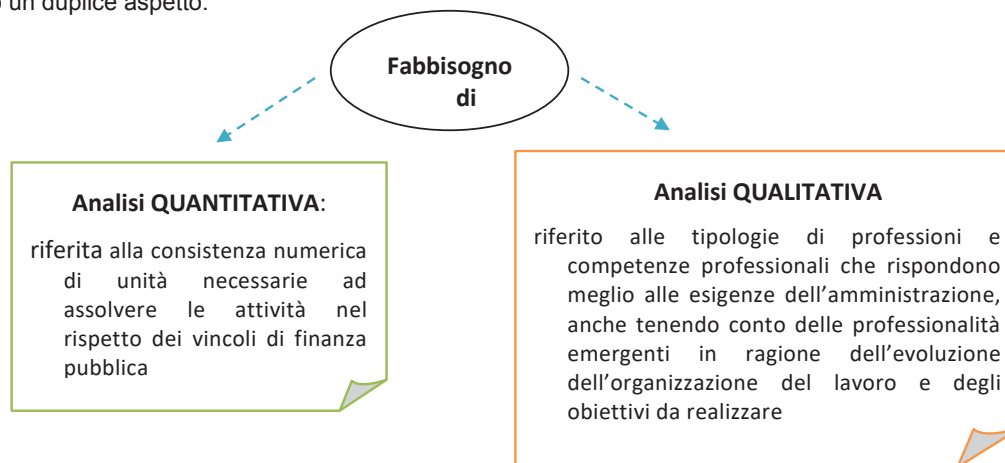 un duplice aspetto:
Fabbisogno
di
Analisi QUANTITATIVA:
riferita alla consistenza numerica
di unità necessarie ad
assolvere le attività nel
rispetto dei vincoli di finanza
pubblica
Analisi QUALITATIVA
riferito alle tipologie di professioni e
competenze professionali che rispondono
meglio alle esigenze dell’amministrazione,
anche tenendo conto delle professionalità
emergenti in ragione dell’evoluzione
dell’organizzazione del lavoro e degli
obiettivi da realizzare